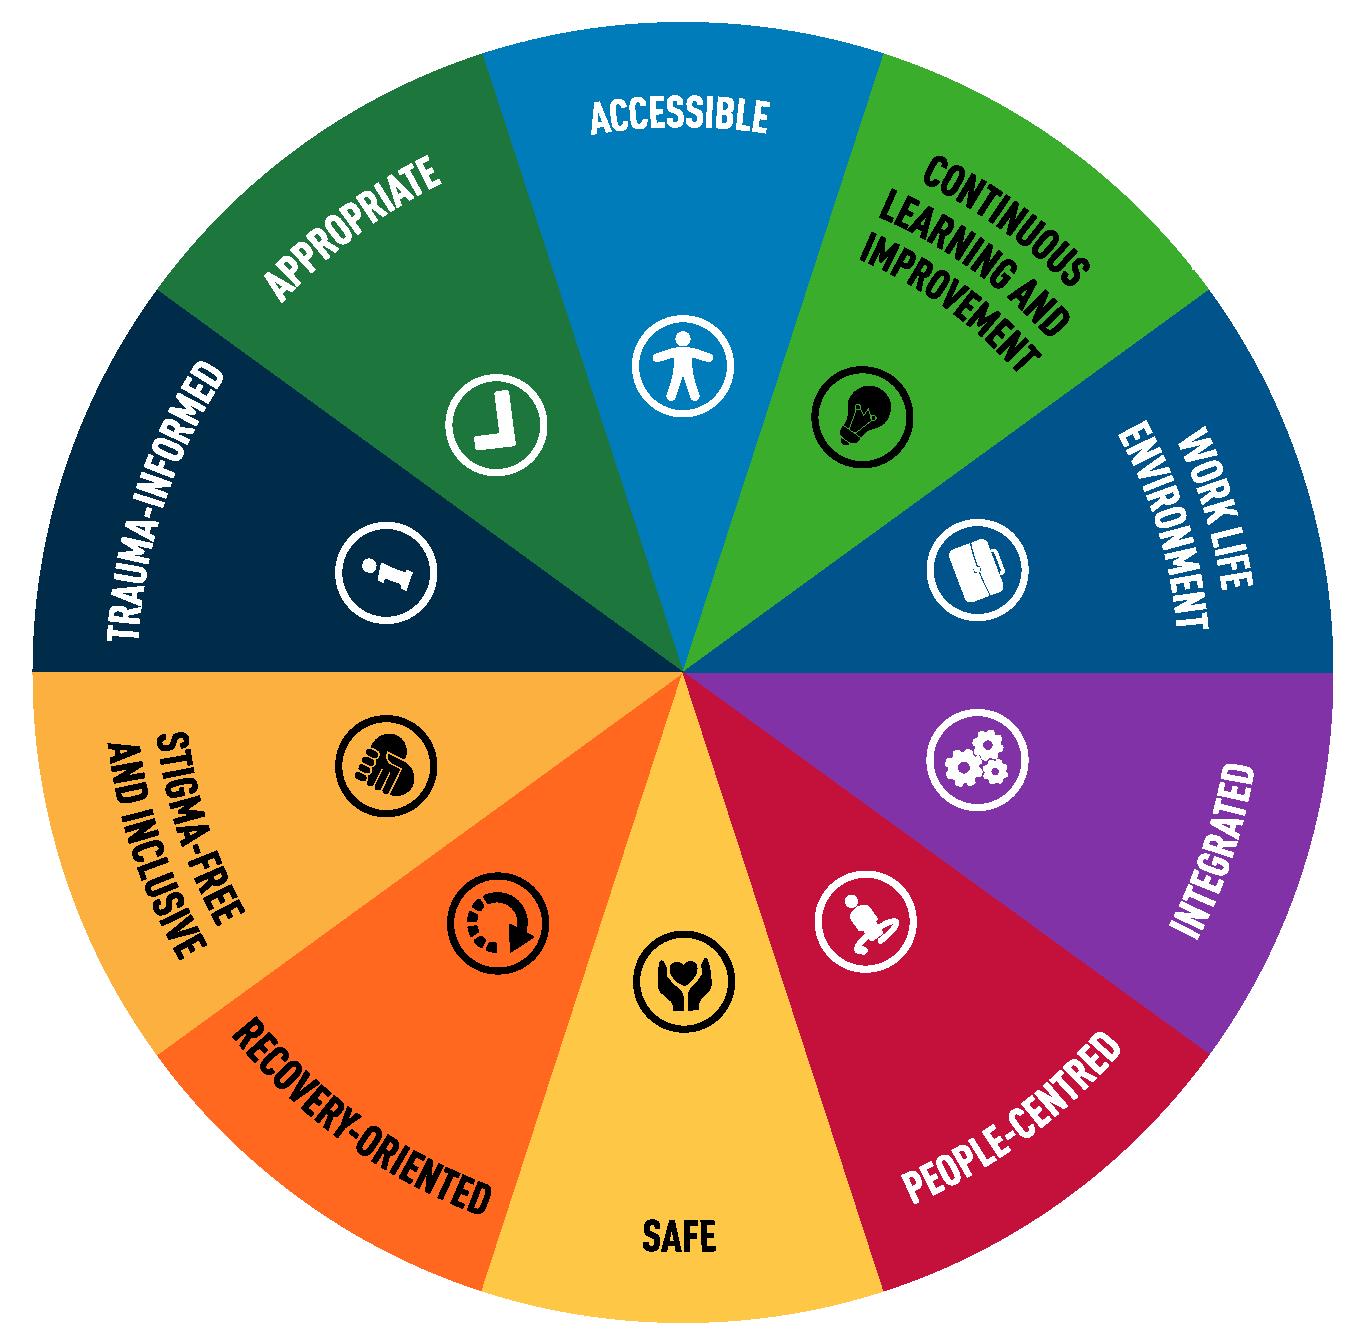 ACCESSIBLE
CONTINUOUS
LEARNING AND
IMPROVEMENT
WORK LIFE
ENVIRONMENT
INTEGRATED
PEOPLE-CENTRED
SAFE
RECOVERY-ORIENTED
STIGMA-FREE
AND INCLUSIVE
TRAUMA-INFORMED
APPROPRIATE